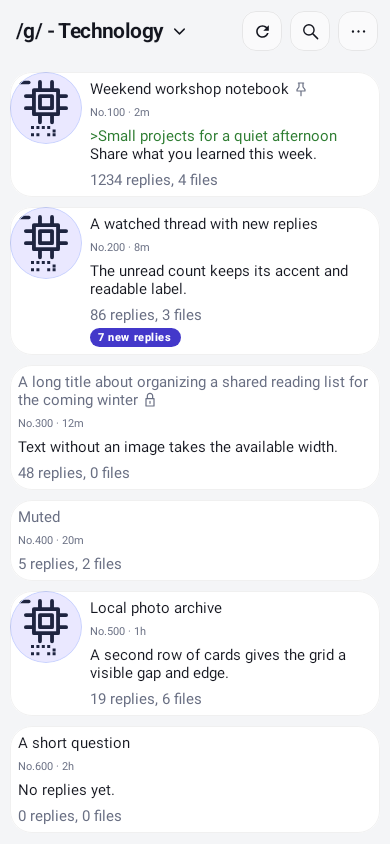 /g/ - Technology
Weekend workshop notebook
No.100 · 2m
>Small projects for a quiet afternoon
Share what you learned this week.
1234 replies, 4 files
A watched thread with new replies
No.200 · 8m
The unread count keeps its accent and
readable label.
86 replies, 3 files
7 new replies
A long title about organizing a shared reading list for
the coming winter
No.300 · 12m
Text without an image takes the available width.
48 replies, 0 files
Muted
No.400 · 20m
5 replies, 2 files
Local photo archive
No.500 · 1h
A second row of cards gives the grid a
visible gap and edge.
19 replies, 6 files
A short question
No.600 · 2h
No replies yet.
0 replies, 0 files